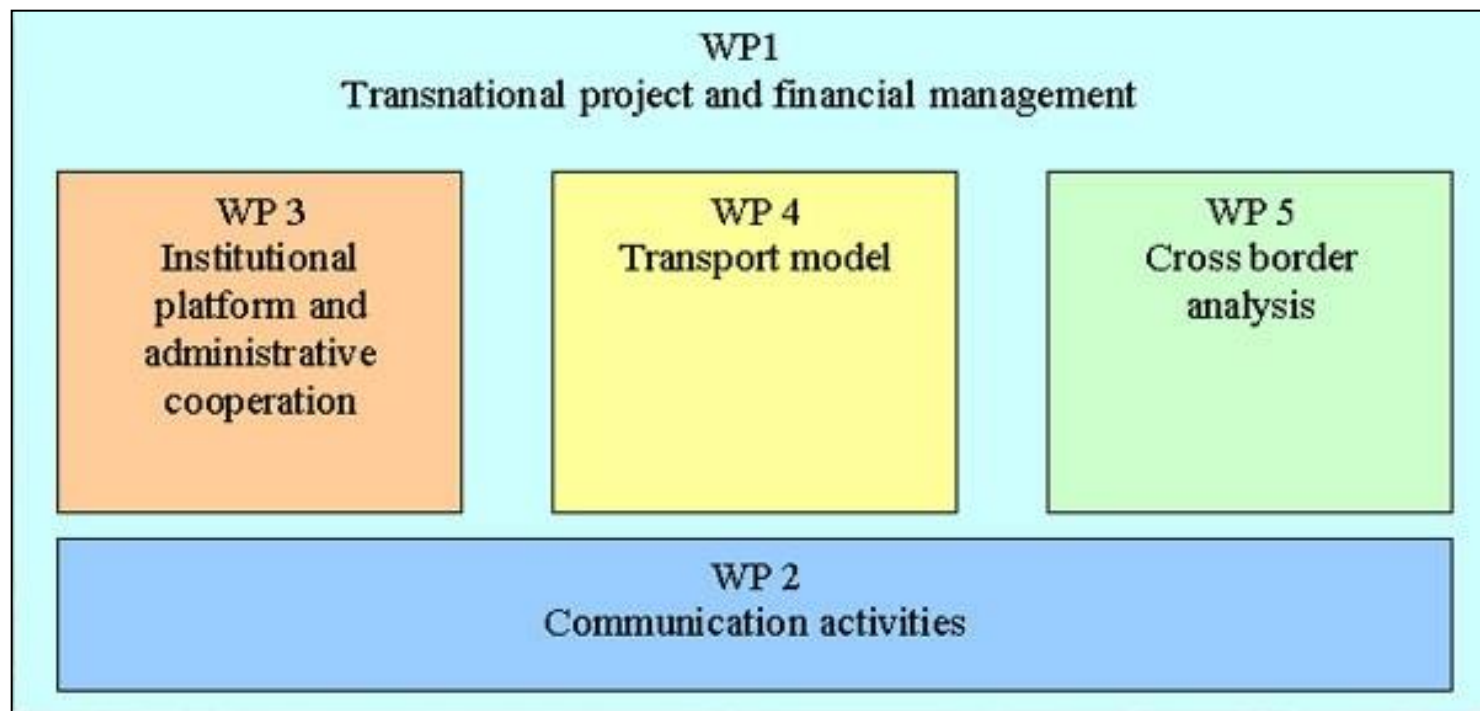 WP1
Transnational project and financial management
WP 3
Institutional
platform and
administrative
cooperation
WP 4
Transport model
WP 5
Cross border
analysis
WP 2
Communication activities